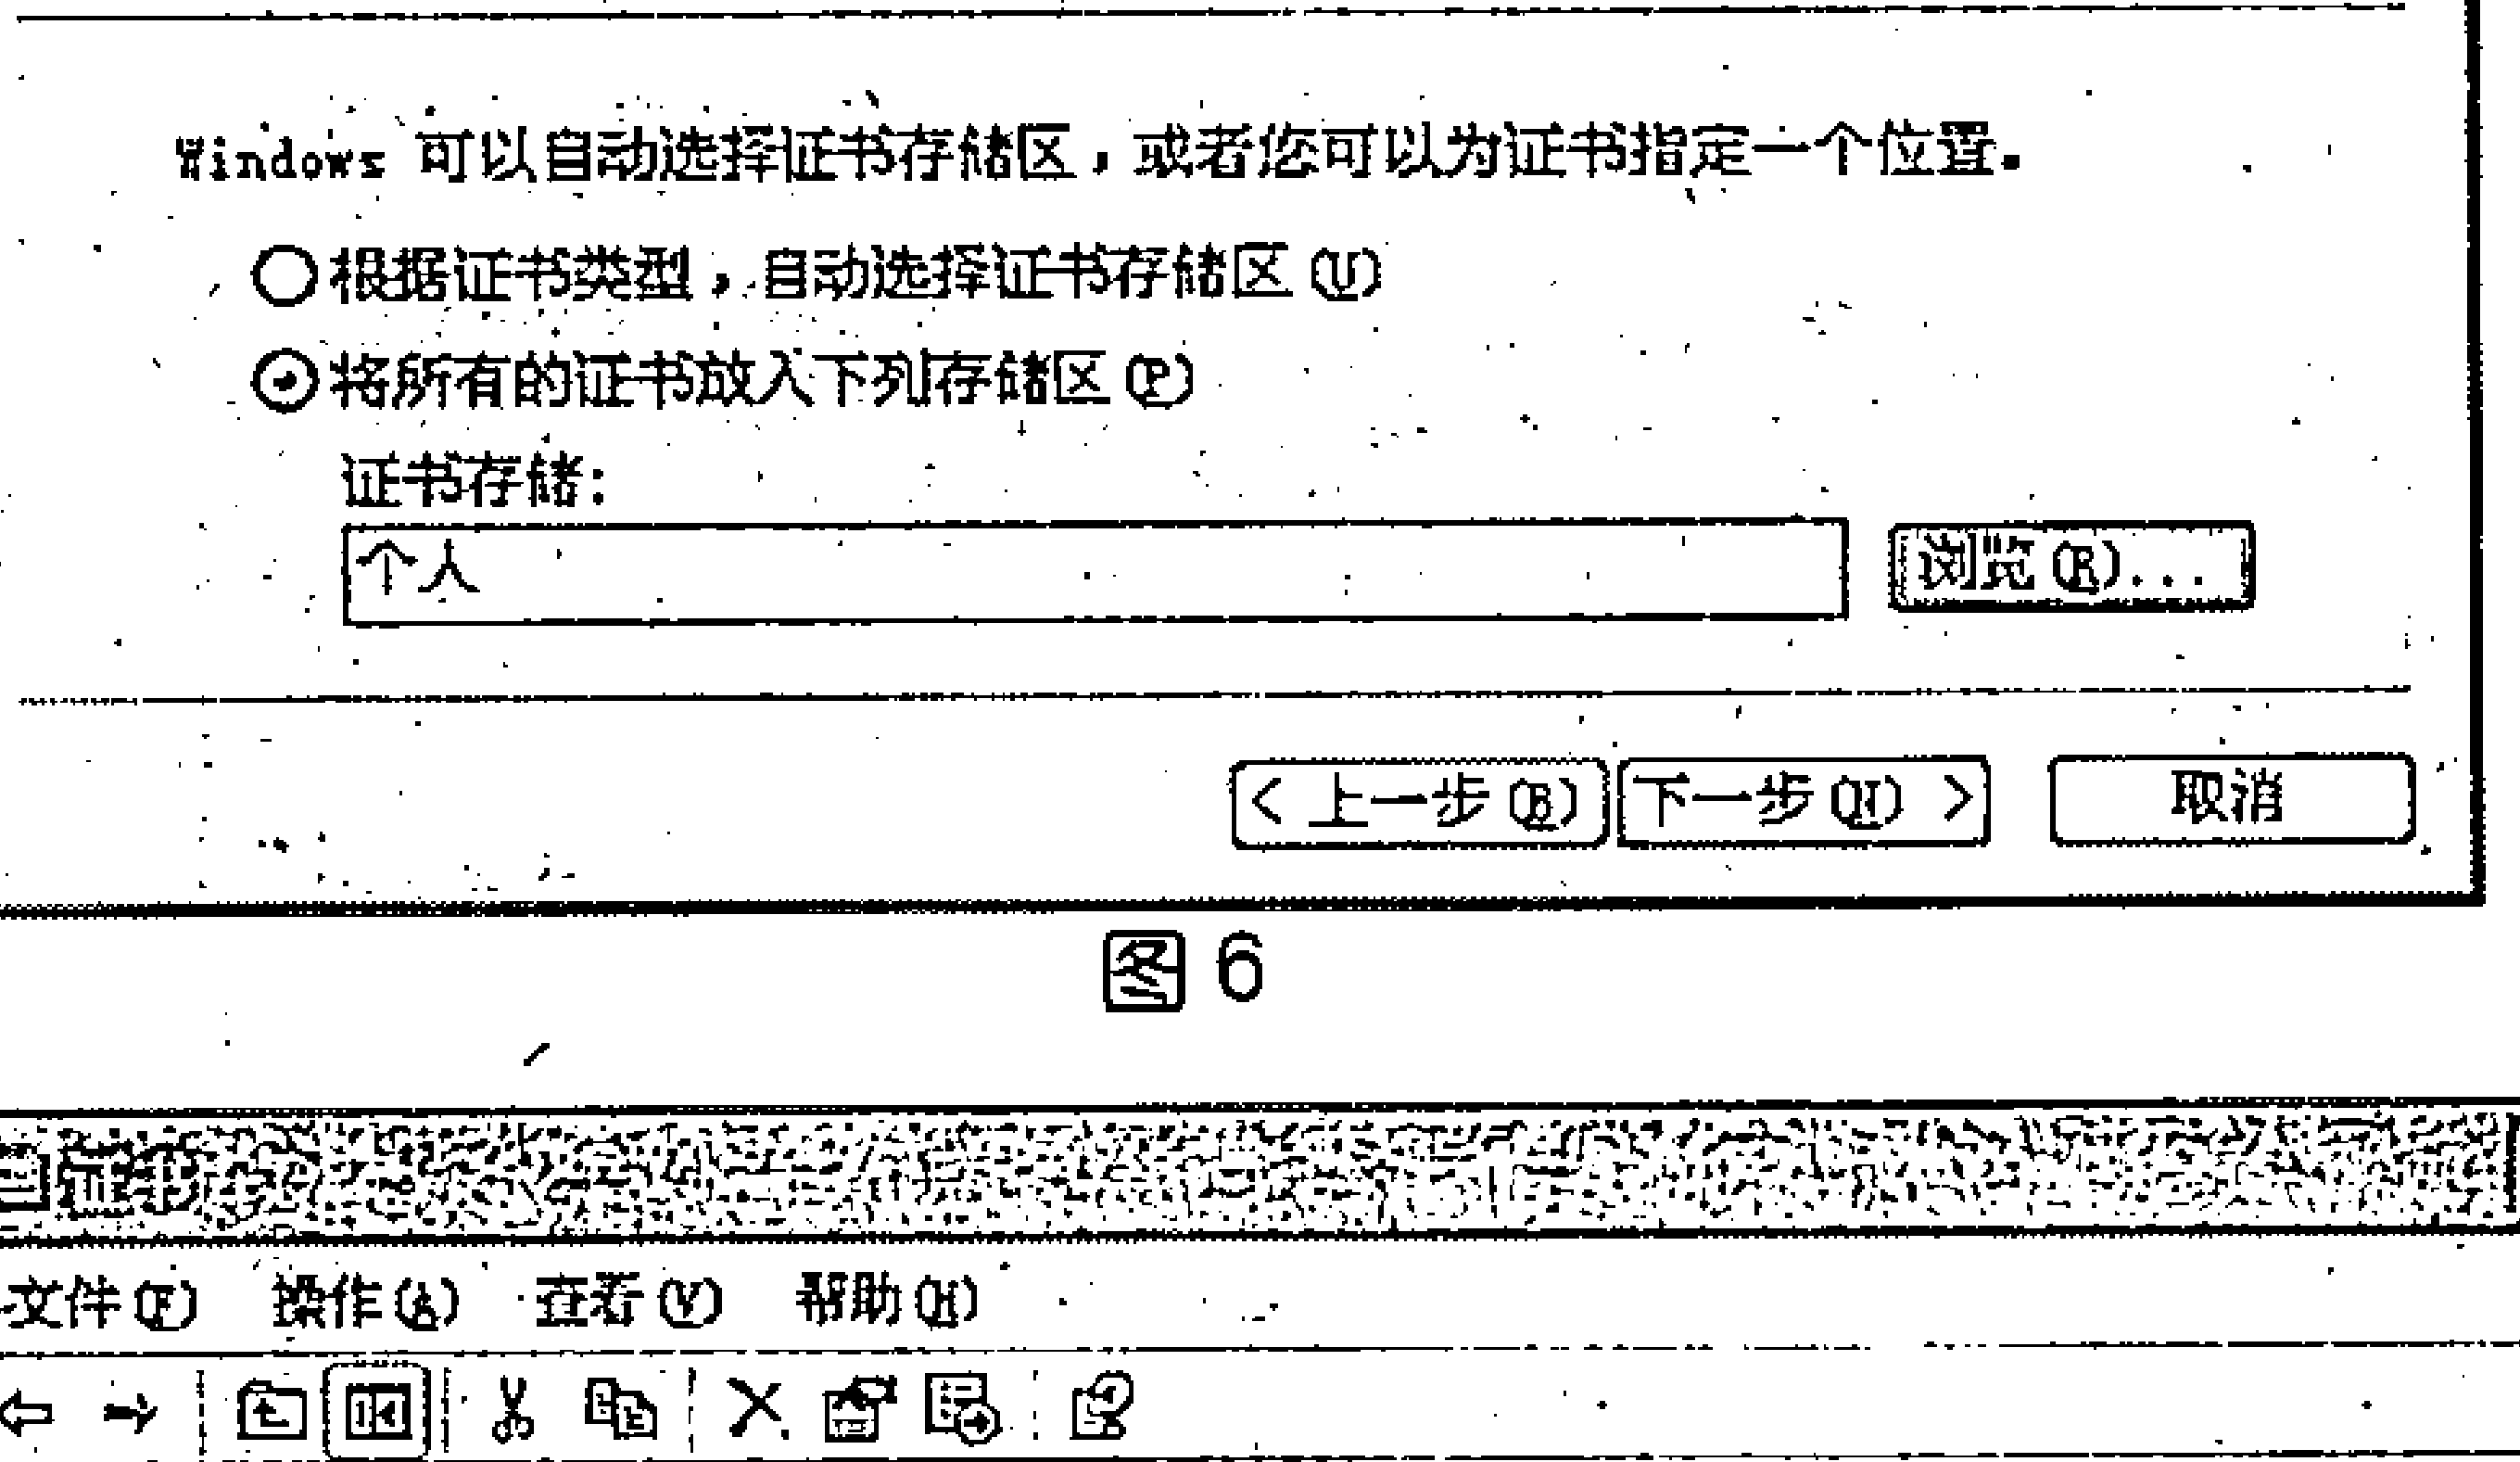 Windows 可以自动选择证书存储区，或者您可以为证书指定一个位置。
根据证书类型，自动选择证书存储区(U)
将所有的证书放入下列存储区(P)
证书存储：
个人 浏览(R)...
< 上一步(B) 下一步(N) > 取消
图 6
文件(F) 操作(A) 查看(V) 帮助(H)